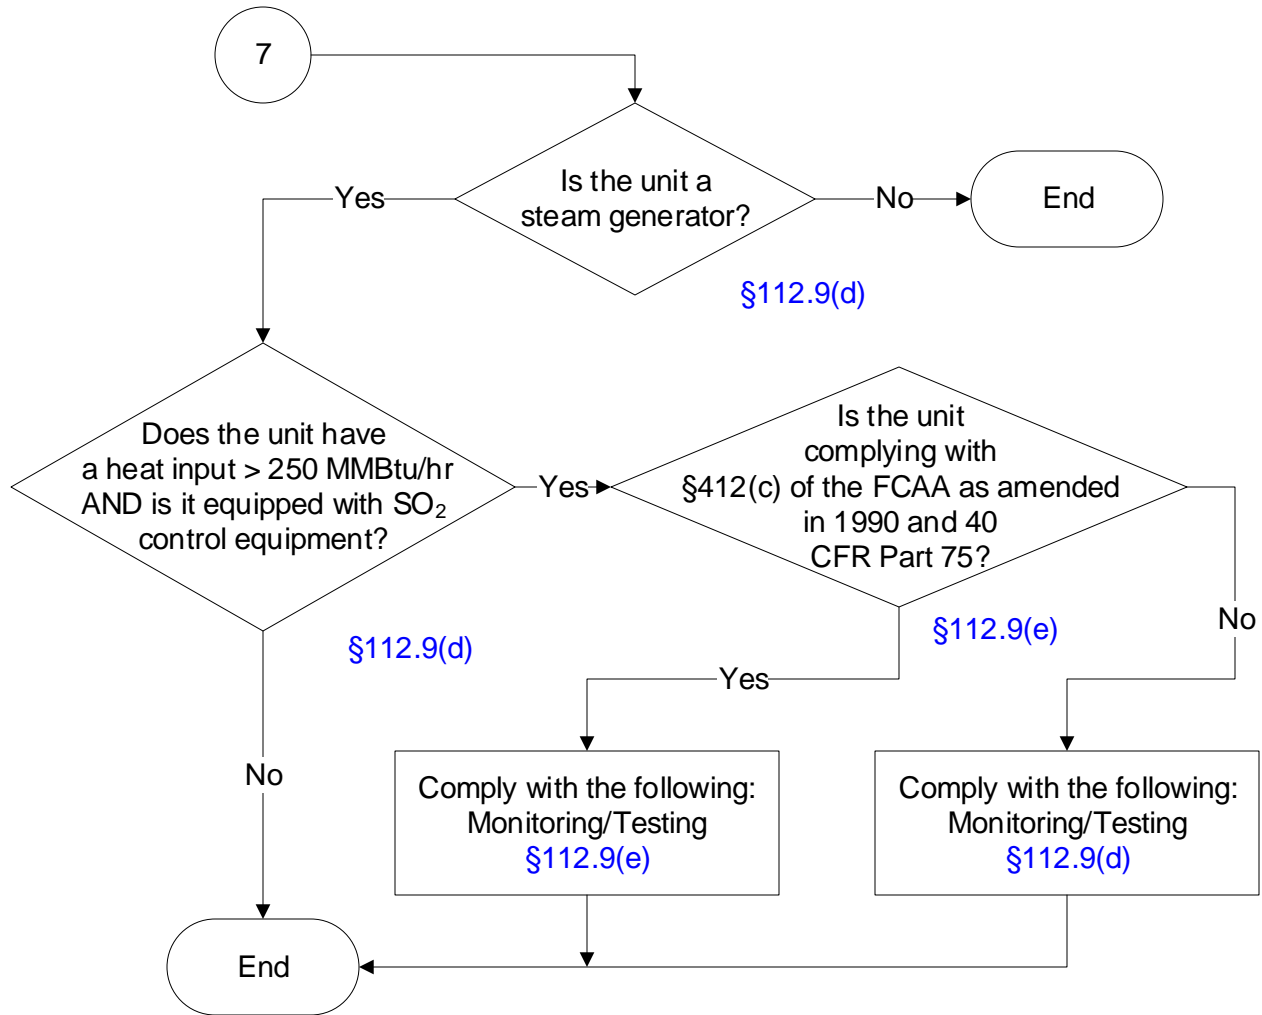 7
Is the unit a
steam generator?
Yes
No
End
§112.9(d)
Does the unit have
a heat input > 250 MMBtu/hr
AND is it equipped with SO₂
control equipment?
Yes
Is the unit
complying with
§412(c) of the FCAA as amended
in 1990 and 40
CFR Part 75?
§112.9(d)
§112.9(e)
No
Yes
No
Comply with the following:
Monitoring/Testing
§112.9(e)
Comply with the following:
Monitoring/Testing
§112.9(d)
End